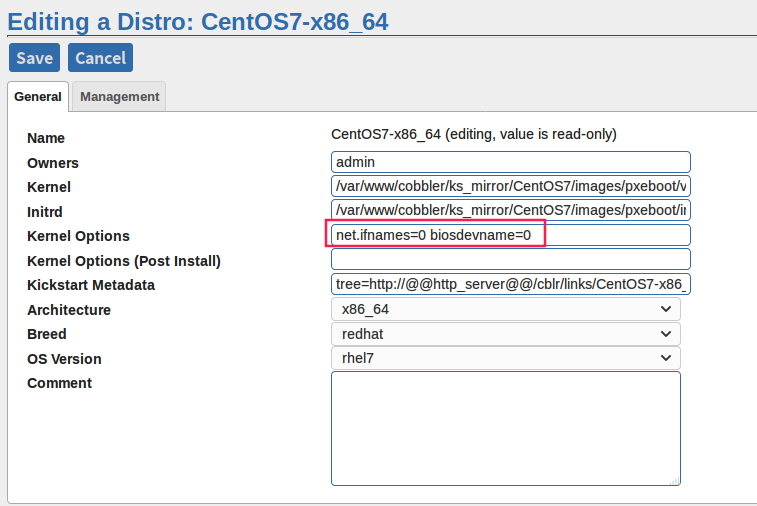 Editing a Distro: CentOS7-x86_64
Save Cancel
General Management
Name CentOS7-x86_64 (editing, value is read-only)
Owners admin
Kernel /var/www/cobbler/ks_mirror/CentOS7/images/pxeboot/
Initrd /var/www/cobbler/ks_mirror/CentOS7/images/pxeboot/
Kernel Options net.ifnames=0 biosdevname=0
Kernel Options (Post Install)
Kickstart Metadata tree=http://@@http_server@@/cblr/links/CentOS7-x86_
Architecture x86_64
Breed redhat
OS Version rhel7
Comment